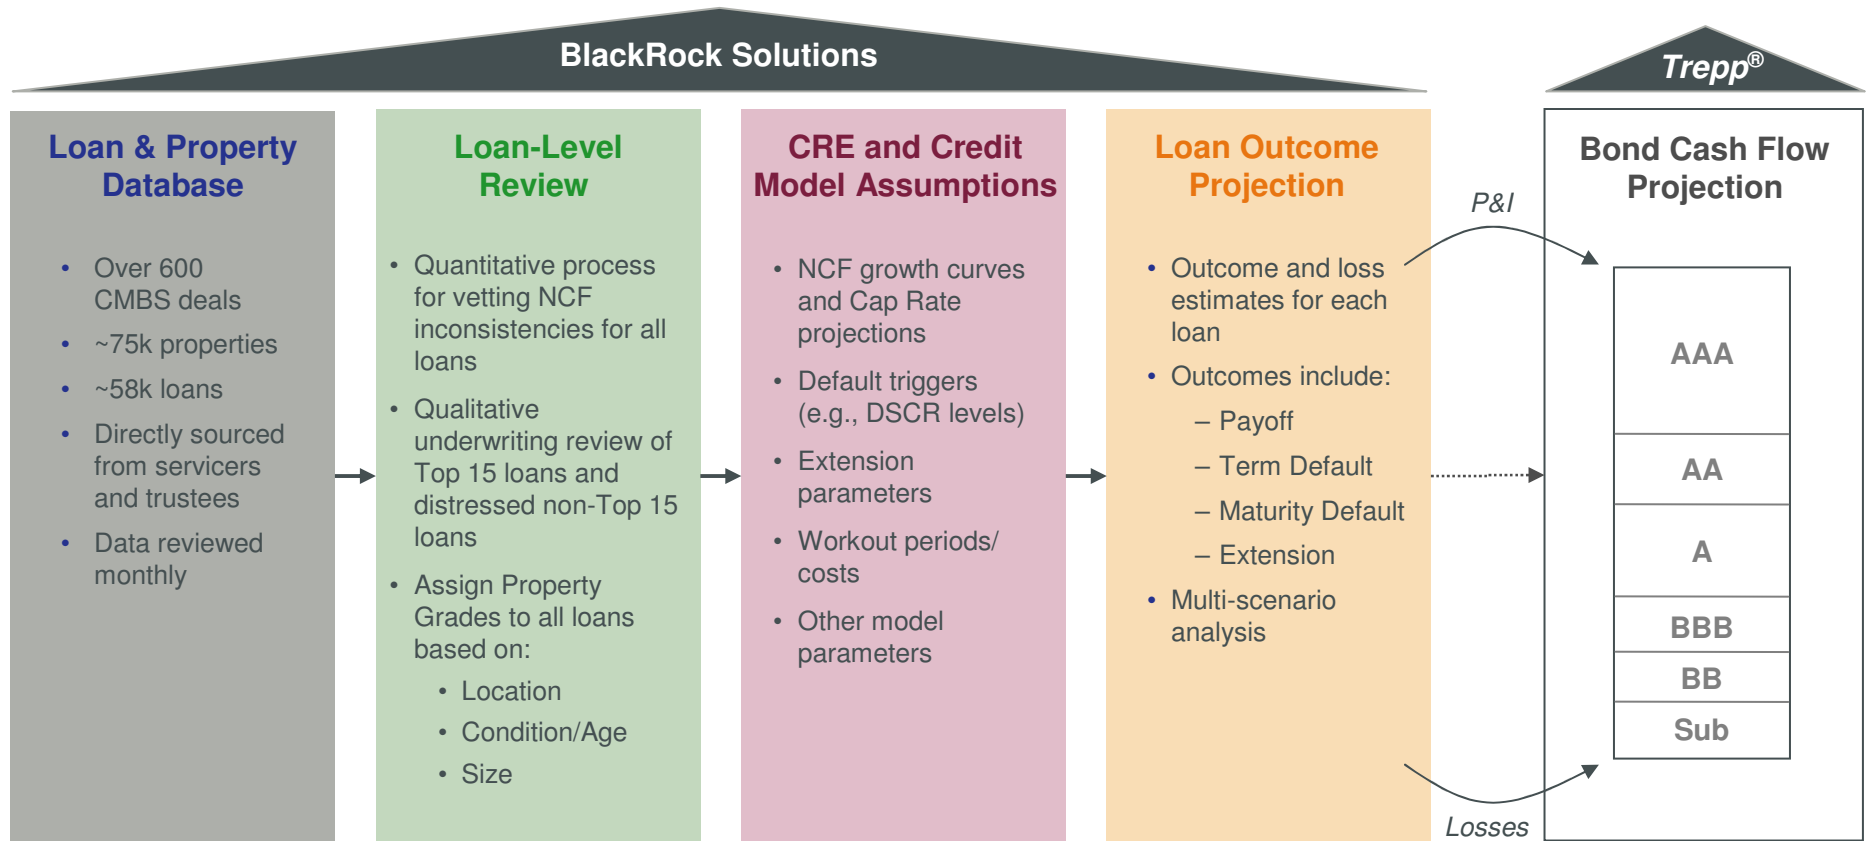 BlackRock Solutions
Trepp®
Loan & Property
Database
• Over 600
CMBS deals
• ~75k properties
• ~58k loans
• Directly sourced
from servicers
and trustees
• Data reviewed
monthly
Loan-Level
Review
• Quantitative process
for vetting NCF
inconsistencies for all
loans
• Qualitative
underwriting review of
Top 15 loans and
distressed non-Top 15
loans
• Assign Property
Grades to all loans
based on:
• Location
• Condition/Age
• Size
CRE and Credit
Model Assumptions
• NCF growth curves
and Cap Rate
projections
• Default triggers
(e.g., DSCR levels)
• Extension
parameters
• Workout periods/
costs
• Other model
parameters
Loan Outcome
Projection
• Outcome and loss
estimates for each
loan
• Outcomes include:
– Payoff
– Term Default
– Maturity Default
– Extension
• Multi-scenario
analysis
P&I
Losses
Bond Cash Flow
Projection
AAA
AA
A
BBB
BB
Sub